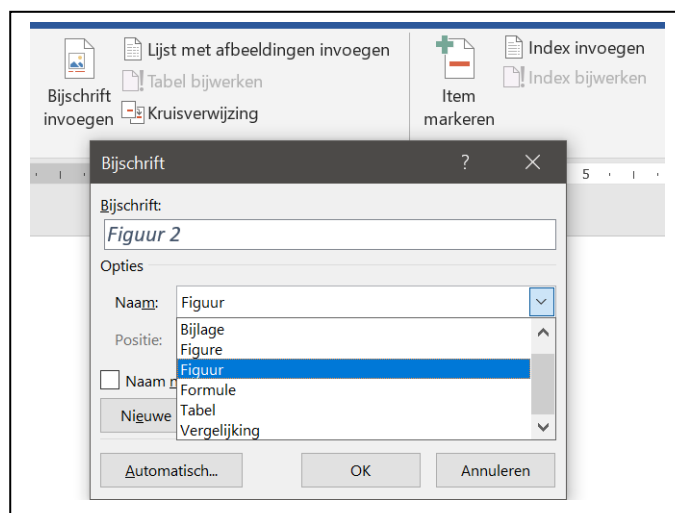 Lijst met afbeeldingen invoegen
Tabel bijwerken
Kruisverwijzing
Bijschrift
invoegen
Index invoegen
Index bijwerken
Item
markeren
5
Bijschrift ? ×
Bijschrift:
Figuur 2
Opties
Naam: Figuur
Bijlage
Figure
Figuur
Formule
Tabel
Vergelijking
Positie:
Naam
Nieuwe
Automatisch... OK Annuleren